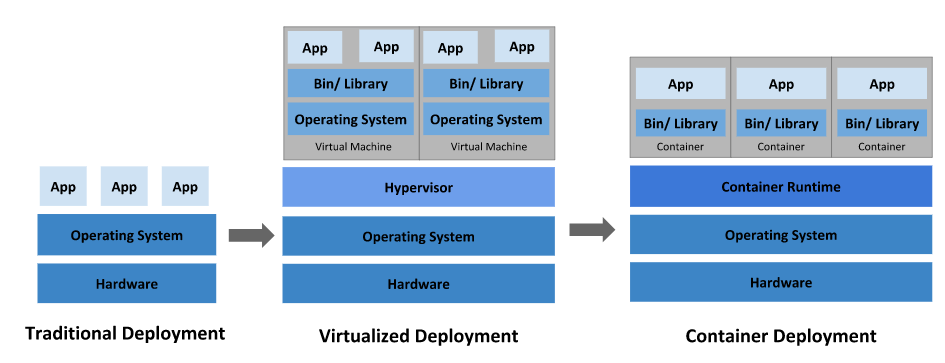 App
App
App
Operating System
Hardware
Traditional Deployment
App
App
App
App
Bin/ Library
Bin/ Library
Operating System
Operating System
Virtual Machine
Virtual Machine
Hypervisor
Operating System
Hardware
Virtualized Deployment
App
App
App
Bin/ Library
Bin/ Library
Bin/ Library
Container
Container
Container
Container Runtime
Operating System
Hardware
Container Deployment